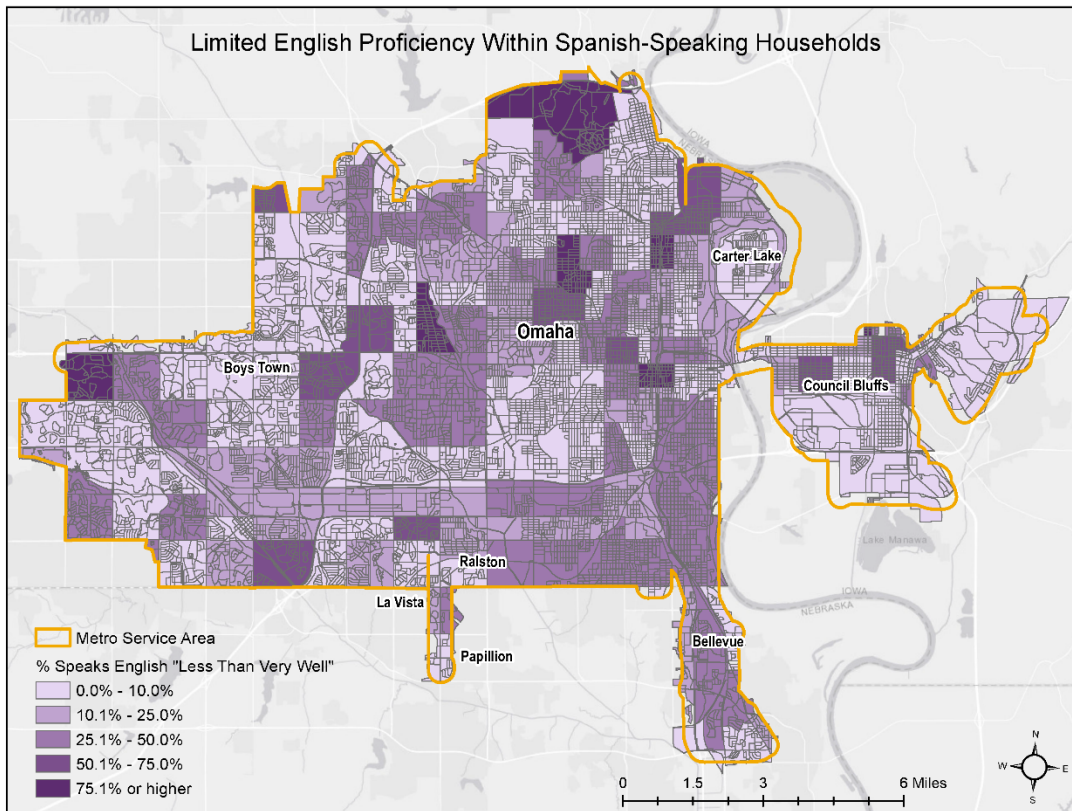 Limited English Proficiency Within Spanish-Speaking Households
IOWA
NEBRASKA
Carter Lake
Omaha
Boys Town
Council Bluffs
Lake Manawa
Ralston
La Vista
IOWA
NEBRASKA
Bellevue
Papillion
Metro Service Area
% Speaks English "Less Than Very Well"
0.0% - 10.0%
10.1% - 25.0%
25.1% - 50.0%
50.1% - 75.0%
75.1% or higher
0 1.5 3 6 Miles
N
W E
S